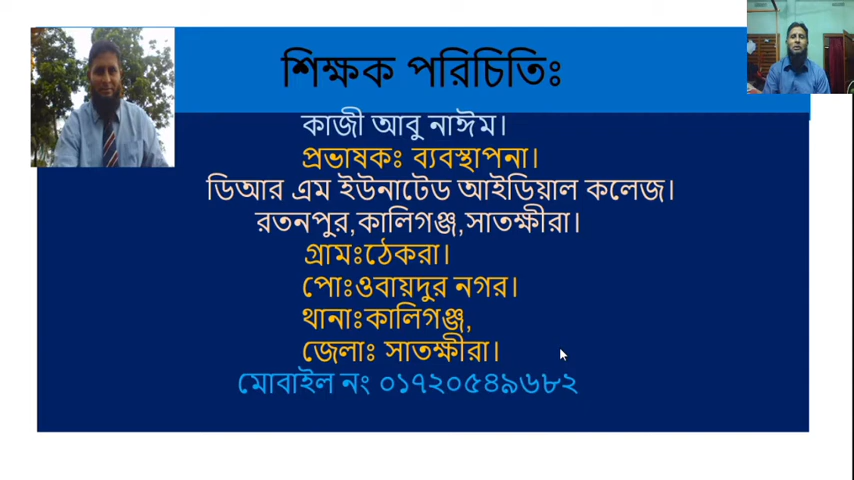 শিক্ষক পরিচিতিঃ
কাজী আবু নাঈম।
প্রভাষকঃ ব্যবস্থাপনা।
ডিআর এম ইউনাটেড আইডিয়াল কলেজ।
রতনপুর,কালিগঞ্জ,সাতক্ষীরা।
গ্রামঃঠেকরা।
পোঃওবায়দুর নগর।
থানাঃকালিগঞ্জ,
জেলাঃ সাতক্ষীরা।
মোবাইল নং ০১৭২০৫৪৯৬৮২